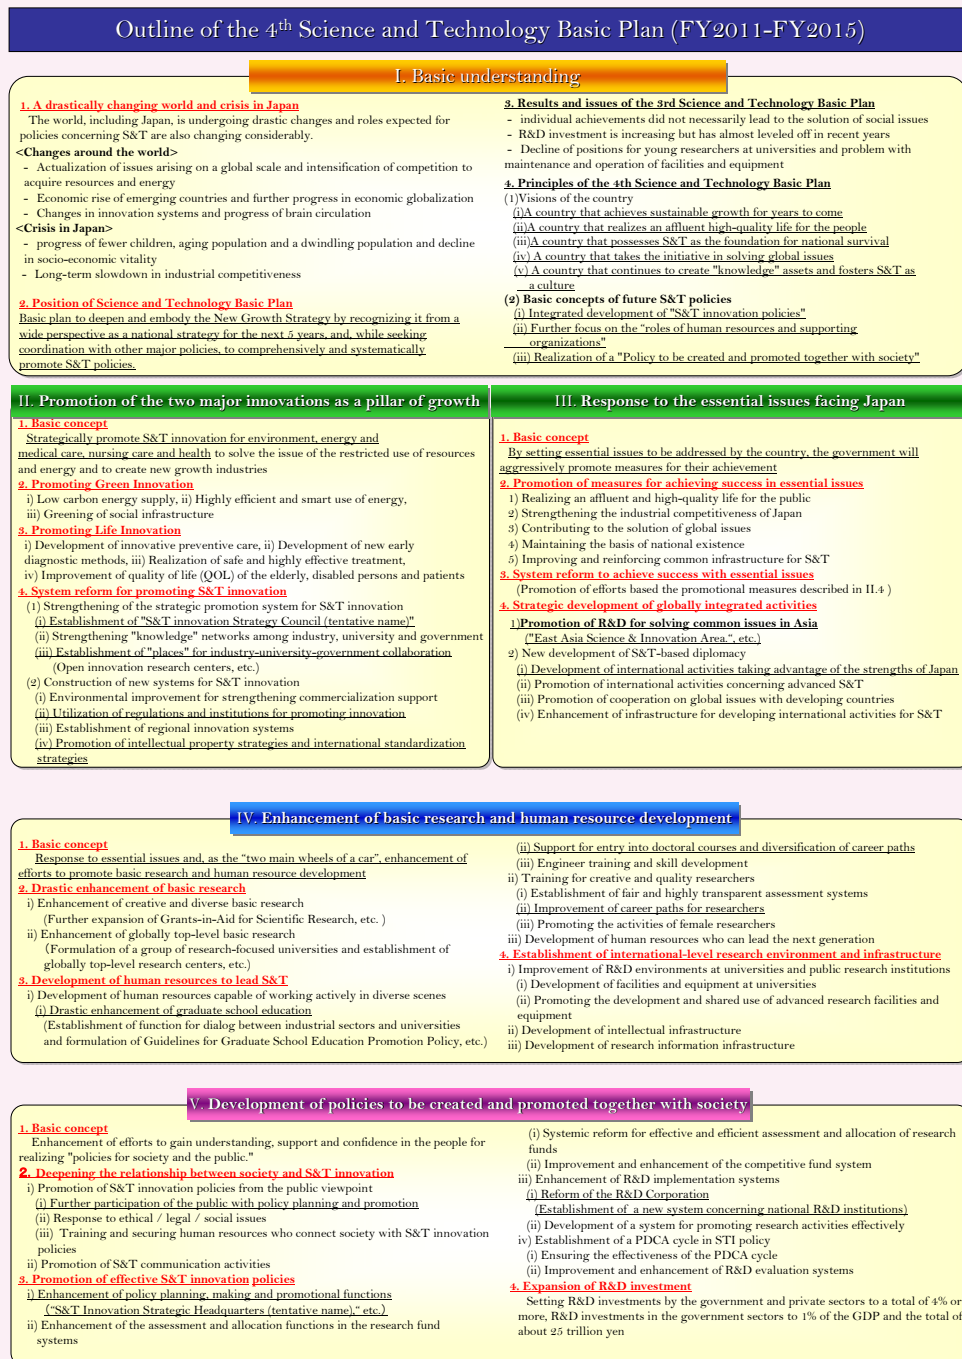 Outline of the 4th Science and Technology Basic Plan (FY2011-FY2015)
I. Basic understanding
1. A drastically changing world and crisis in Japan
The world, including Japan, is undergoing drastic changes and roles expected for
policies concerning S&T are also changing considerably.
<Changes around the world>
- Actualization of issues arising on a global scale and intensification of competition to
acquire resources and energy
- Economic rise of emerging countries and further progress in economic globalization
- Changes in innovation systems and progress of brain circulation
<Crisis in Japan>
- progress of fewer children, aging population and a dwindling population and decline
in socio-economic vitality
- Long-term slowdown in industrial competitiveness
2. Position of Science and Technology Basic Plan
Basic plan to deepen and embody the New Growth Strategy by recognizing it from a
wide perspective as a national strategy for the next 5 years, and, while seeking
coordination with other major policies, to comprehensively and systematically
promote S&T policies.
3. Results and issues of the 3rd Science and Technology Basic Plan
- individual achievements did not necessarily lead to the solution of social issues
- R&D investment is increasing but has almost leveled off in recent years
- Decline of positions for young researchers at universities and problem with
maintenance and operation of facilities and equipment
4. Principles of the 4th Science and Technology Basic Plan
(1)Visions of the country
(i)A country that achieves sustainable growth for years to come
(ii)A country that realizes an affluent high-quality life for the people
(iii)A country that possesses S&T as the foundation for national survival
(iv) A country that takes the initiative in solving global issues
(v) A country that continues to create "knowledge" assets and fosters S&T as
a culture
(2) Basic concepts of future S&T policies
(i) Integrated development of "S&T innovation policies"
(ii) Further focus on the "roles of human resources and supporting
organizations"
(iii) Realization of a "Policy to be created and promoted together with society"
II. Promotion of the two major innovations as a pillar of growth
1. Basic concept
Strategically promote S&T innovation for environment, energy and
medical care, nursing care and health to solve the issue of the restricted use of resources
and energy and to create new growth industries
2. Promoting Green Innovation
i) Low carbon energy supply, ii) Highly efficient and smart use of energy,
iii) Greening of social infrastructure
3. Promoting Life Innovation
i) Development of innovative preventive care, ii) Development of new early
diagnostic methods, iii) Realization of safe and highly effective treatment,
iv) Improvement of quality of life (QOL) of the elderly, disabled persons and patients
4. System reform for promoting S&T innovation
(1) Strengthening of the strategic promotion system for S&T innovation
(i) Establishment of "S&T innovation Strategy Council (tentative name)"
(ii) Strengthening "knowledge" networks among industry, university and government
(iii) Establishment of "places" for industry-university-government collaboration
(Open innovation research centers, etc.)
(2) Construction of new systems for S&T innovation
(i) Environmental improvement for strengthening commercialization support
(ii) Utilization of regulations and institutions for promoting innovation
(iii) Establishment of regional innovation systems
(iv) Promotion of intellectual property strategies and international standardization
strategies
III. Response to the essential issues facing Japan
1. Basic concept
By setting essential issues to be addressed by the country, the government will
aggressively promote measures for their achievement
2. Promotion of measures for achieving success in essential issues
1) Realizing an affluent and high-quality life for the public
2) Strengthening the industrial competitiveness of Japan
3) Contributing to the solution of global issues
4) Maintaining the basis of national existence
5) Improving and reinforcing common infrastructure for S&T
3. System reform to achieve success with essential issues
(Promotion of efforts based the promotional measures described in II.4 )
4. Strategic development of globally integrated activities
1)Promotion of R&D for solving common issues in Asia
("East Asia Science & Innovation Area.", etc.)
2) New development of S&T-based diplomacy
(i) Development of international activities taking advantage of the strengths of Japan
(ii) Promotion of international activities concerning advanced S&T
(iii) Promotion of cooperation on global issues with developing countries
(iv) Enhancement of infrastructure for developing international activities for S&T
IV. Enhancement of basic research and human resource development
1. Basic concept
Response to essential issues and, as the "two main wheels of a car", enhancement of
efforts to promote basic research and human resource development
2. Drastic enhancement of basic research
i) Enhancement of creative and diverse basic research
(Further expansion of Grants-in-Aid for Scientific Research, etc. )
ii) Enhancement of globally top-level basic research
(Formulation of a group of research-focused universities and establishment of
globally top-level research centers, etc.)
3. Development of human resources to lead S&T
i) Development of human resources capable of working actively in diverse scenes
(i) Drastic enhancement of graduate school education
(Establishment of function for dialog between industrial sectors and universities
and formulation of Guidelines for Graduate School Education Promotion Policy, etc.)
(ii) Support for entry into doctoral courses and diversification of career paths
(iii) Engineer training and skill development
ii) Training for creative and quality researchers
(i) Establishment of fair and highly transparent assessment systems
(ii) Improvement of career paths for researchers
(iii) Promoting the activities of female researchers
iii) Development of human resources who can lead the next generation
4. Establishment of international-level research environment and infrastructure
i) Improvement of R&D environments at universities and public research institutions
(i) Development of facilities and equipment at universities
(ii) Promoting the development and shared use of advanced research facilities and
equipment
ii) Development of intellectual infrastructure
iii) Development of research information infrastructure
V. Development of policies to be created and promoted together with society
1. Basic concept
Enhancement of efforts to gain understanding, support and confidence in the people for
realizing "policies for society and the public."
2. Deepening the relationship between society and S&T innovation
i) Promotion of S&T innovation policies from the public viewpoint
(i) Further participation of the public with policy planning and promotion
(ii) Response to ethical / legal / social issues
(iii) Training and securing human resources who connect society with S&T innovation
policies
ii) Promotion of S&T communication activities
3. Promotion of effective S&T innovation policies
i) Enhancement of policy planning, making and promotional functions
("S&T Innovation Strategic Headquarters (tentative name)," etc.)
ii) Enhancement of the assessment and allocation functions in the research fund
systems
(i) Systemic reform for effective and efficient assessment and allocation of research
funds
(ii) Improvement and enhancement of the competitive fund system
iii) Enhancement of R&D implementation systems
(i) Reform of the R&D Corporation
(Establishment of a new system concerning national R&D institutions)
(ii) Development of a system for promoting research activities effectively
iv) Establishment of a PDCA cycle in STI policy
(i) Ensuring the effectiveness of the PDCA cycle
(ii) Improvement and enhancement of R&D evaluation systems
4. Expansion of R&D investment
Setting R&D investments by the government and private sectors to a total of 4% or
more, R&D investments in the government sectors to 1% of the GDP and the total of
about 25 trillion yen